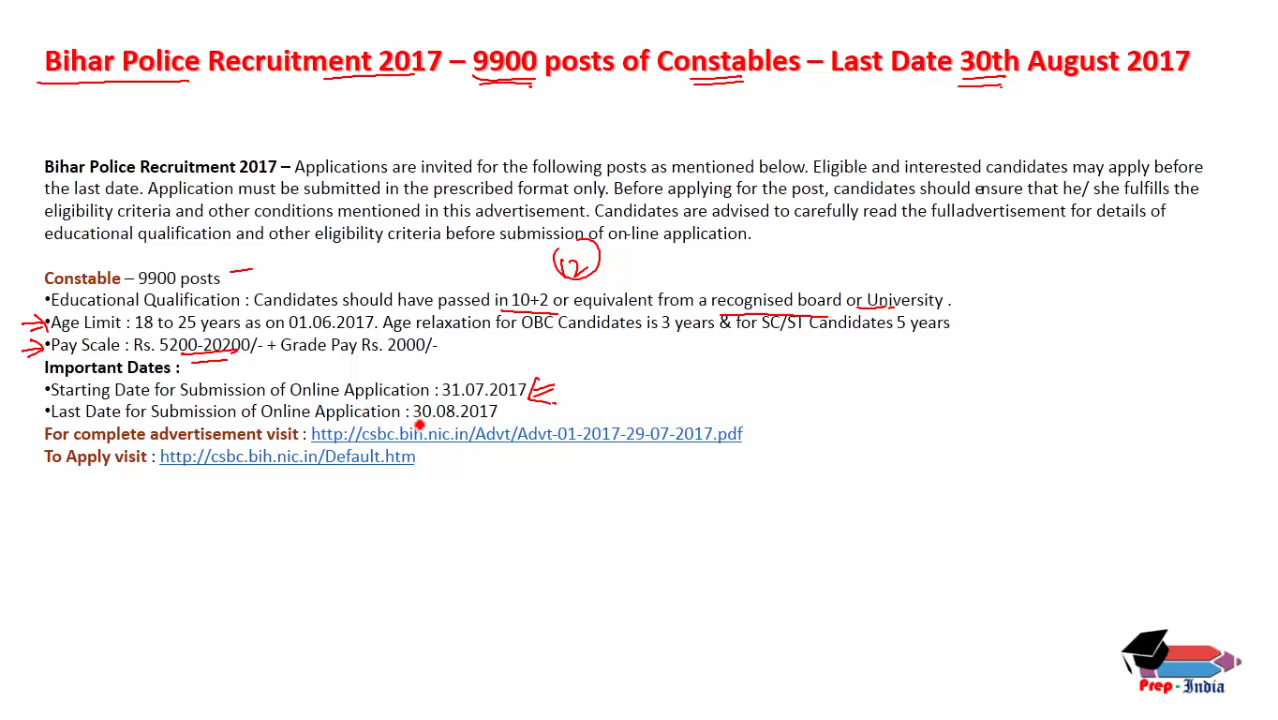 Bihar Police Recruitment 2017 – 9900 posts of Constables – Last Date 30th August 2017
Bihar Police Recruitment 2017 – Applications are invited for the following posts as mentioned below. Eligible and interested candidates may apply before
the last date. Application must be submitted in the prescribed format only. Before applying for the post, candidates should ensure that he/ she fulfills the
eligibility criteria and other conditions mentioned in this advertisement. Candidates are advised to carefully read the full advertisement for details of
educational qualification and other eligibility criteria before submission of on-line application.
12
Constable – 9900 posts
•Educational Qualification : Candidates should have passed in 10+2 or equivalent from a recognised board or University .
•Age Limit : 18 to 25 years as on 01.06.2017. Age relaxation for OBC Candidates is 3 years & for SC/ST Candidates 5 years
•Pay Scale : Rs. 5200-20200/- + Grade Pay Rs. 2000/-
Important Dates :
•Starting Date for Submission of Online Application : 31.07.2017
•Last Date for Submission of Online Application : 30.08.2017
For complete advertisement visit : http://csbc.bih.nic.in/Advt/Advt-01-2017-29-07-2017.pdf
To Apply visit : http://csbc.bih.nic.in/Default.htm
Prep - India